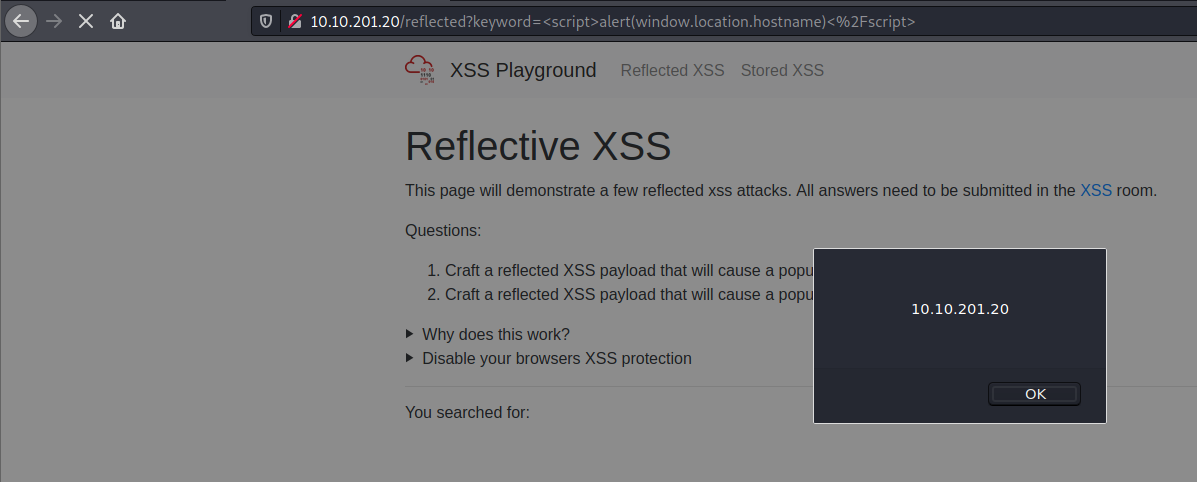 10.10.201.20/reflected?keyword=<script>alert(window.location.hostname)<%2Fscript>
XSS Playground Reflected XSS Stored XSS
Reflective XSS
This page will demonstrate a few reflected xss attacks. All answers need to be submitted in the XSS room.
Questions:
1. Craft a reflected XSS payload that will cause a popu
2. Craft a reflected XSS payload that will cause a popu
10.10.201.20
OK
Why does this work?
Disable your browsers XSS protection
You searched for: